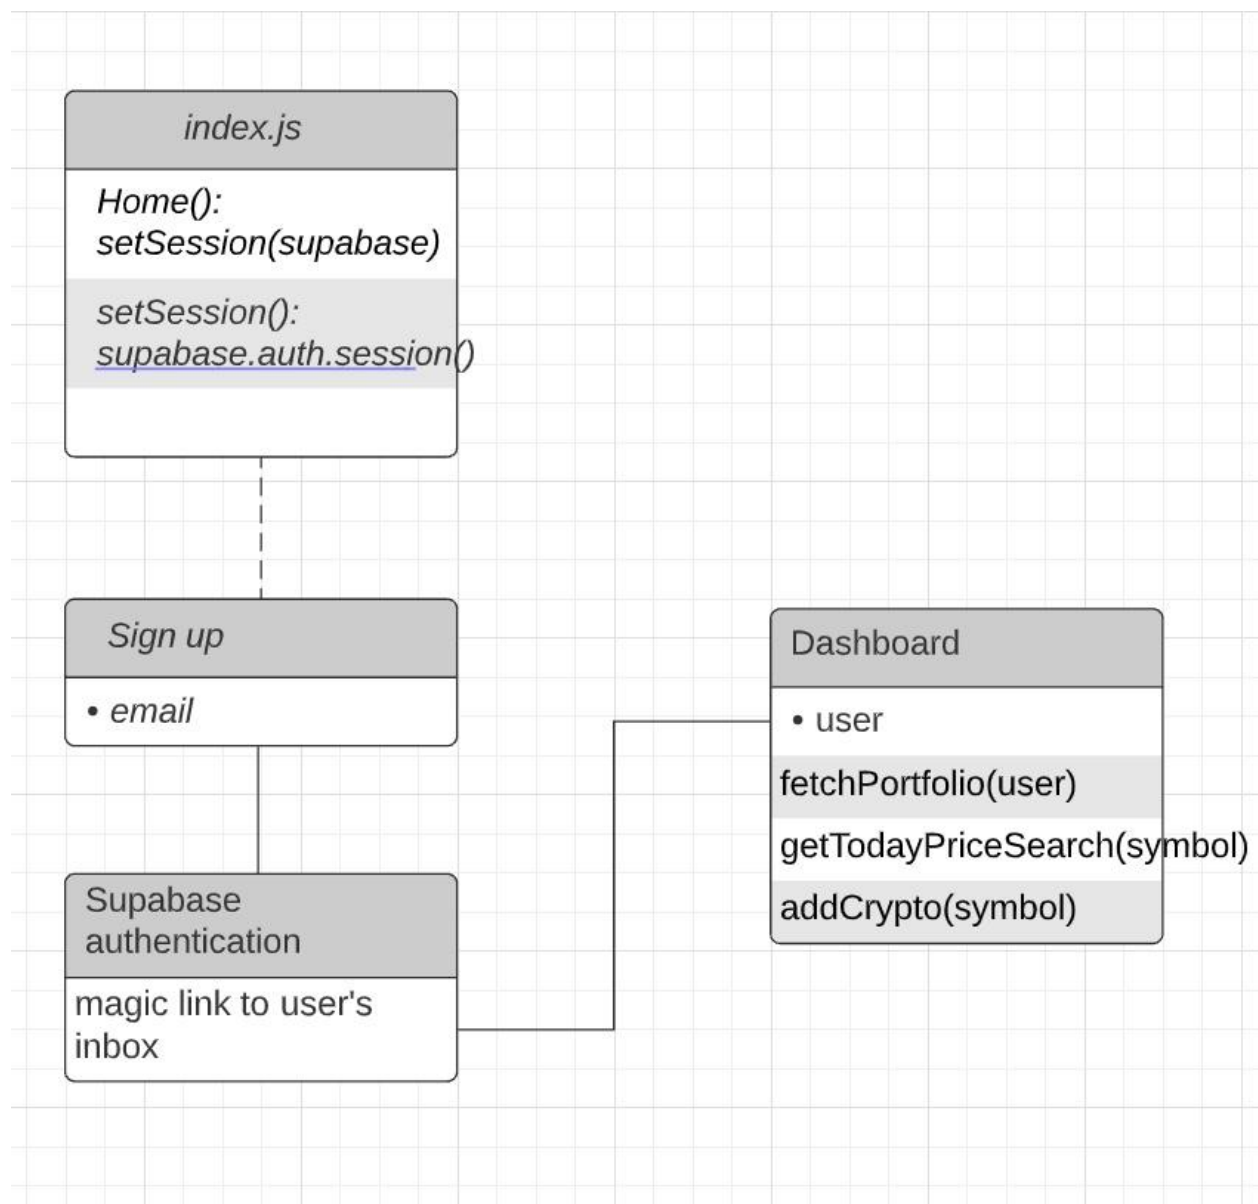 index.js
Home():
setSession(supabase)
setSession():
supabase.auth.session()
Sign up
• email
Supabase
authentication
magic link to user's
inbox
Dashboard
• user
fetchPortfolio(user)
getTodayPriceSearch(symbol)
addCrypto(symbol)